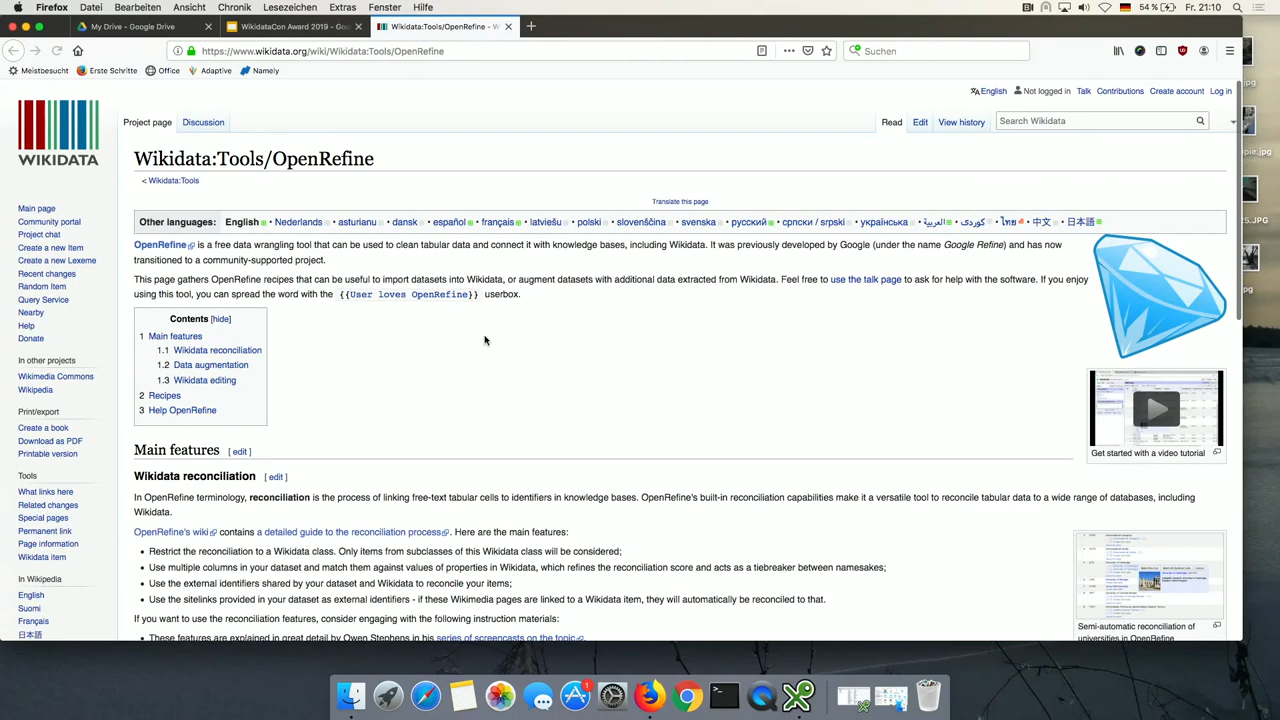 Firefox Datei Bearbeiten Ansicht Chronik Lesezeichen Extras Fenster Hilfe 54 % Fr. 21:10
My Drive – Google Drive
WikidataCon Award 2019 – Goo
Wikidata:Tools/OpenRefine - W
https://www.wikidata.org/wiki/Wikidata:Tools/OpenRefine
Suchen
Meistbesucht Erste Schritte Office Adaptive Namely
English Not logged in Talk Contributions Create account Log in
Project page Discussion Read Edit View history Search Wikidata
WIKIDATA
Wikidata:Tools/OpenRefine
< Wikidata:Tools
Translate this page
Other languages: English • Nederlands • asturianu • dansk • español • français • latviešu • polski • slovenščina • svenska • русский • српски / srpski • українська • العربية • كوردی • ไทย • 中文 • 日本語
OpenRefine is a free data wrangling tool that can be used to clean tabular data and connect it with knowledge bases, including Wikidata. It was previously developed by Google (under the name Google Refine) and has now
transitioned to a community-supported project.
This page gathers OpenRefine recipes that can be useful to import datasets into Wikidata, or augment datasets with additional data extracted from Wikidata. Feel free to use the talk page to ask for help with the software. If you enjoy
using this tool, you can spread the word with the {{User loves OpenRefine}} userbox.
Contents [hide]
1 Main features
1.1 Wikidata reconciliation
1.2 Data augmentation
1.3 Wikidata editing
2 Recipes
3 Help OpenRefine
Get started with a video tutorial
Main features [ edit ]
Wikidata reconciliation [ edit ]
In OpenRefine terminology, reconciliation is the process of linking free-text tabular cells to identifiers in knowledge bases. OpenRefine's built-in reconciliation capabilities make it a versatile tool to reconcile tabular data to a wide range of databases, including
Wikidata.
OpenRefine's wiki contains a detailed guide to the reconciliation process. Here are the main features:
• Restrict the reconciliation to a Wikidata class. Only items from subclasses of this Wikidata class will be considered;
• Use multiple columns in your dataset and match them against values of properties in Wikidata, which refines the reconciliation score and acts as a tiebreaker between namesakes;
• Use the external identifiers shared by your dataset and Wikidata to reconcile your items;
• Use the sitelinks present in your dataset as external identifiers: if these pages are linked to a Wikidata item, they will automatically be reconciled to that.
If you want to use the reconciliation features, consider engaging with the following instruction materials:
• These features are explained in great detail by Owen Stephens in his series of screencasts on the topic.
Semi-automatic reconciliation of
universities in OpenRefine
Main page
Community portal
Project chat
Create a new Item
Create a new Lexeme
Recent changes
Random Item
Query Service
Nearby
Help
Donate
In other projects
Wikimedia Commons
Wikipedia
Print/export
Create a book
Download as PDF
Printable version
Tools
What links here
Related changes
Special pages
Permanent link
Page information
Wikidata item
In Wikipedia
English
Suomi
Français
日本語
1